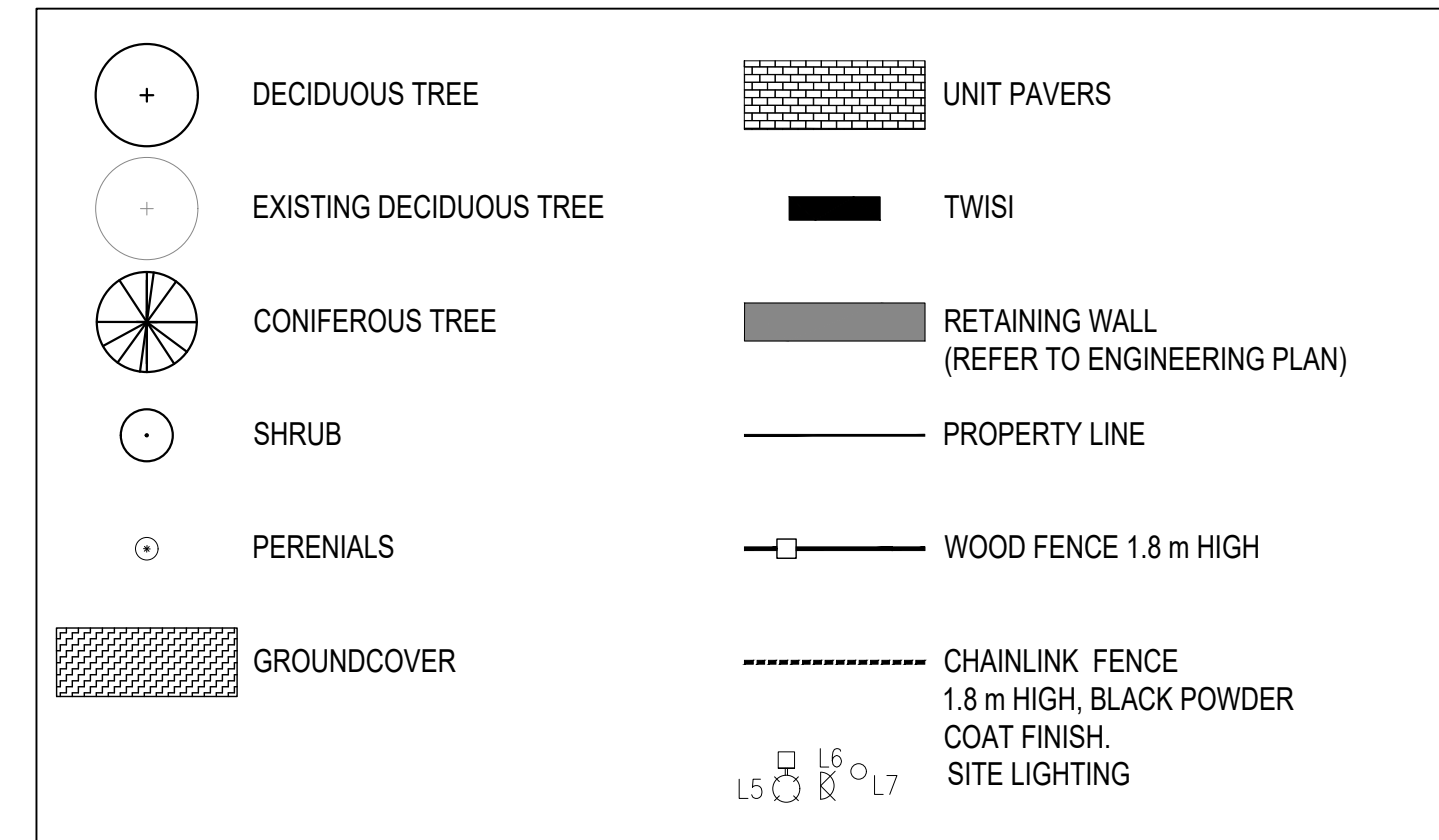 DECIDUOUS TREE
EXISTING DECIDUOUS TREE
CONIFEROUS TREE
SHRUB
PERENIALS
GROUNDCOVER
UNIT PAVERS
TWISI
RETAINING WALL
(REFER TO ENGINEERING PLAN)
PROPERTY LINE
WOOD FENCE 1.8 m HIGH
CHAINLINK FENCE
1.8 m HIGH, BLACK POWDER
COAT FINISH.
L5 L6 L7 SITE LIGHTING